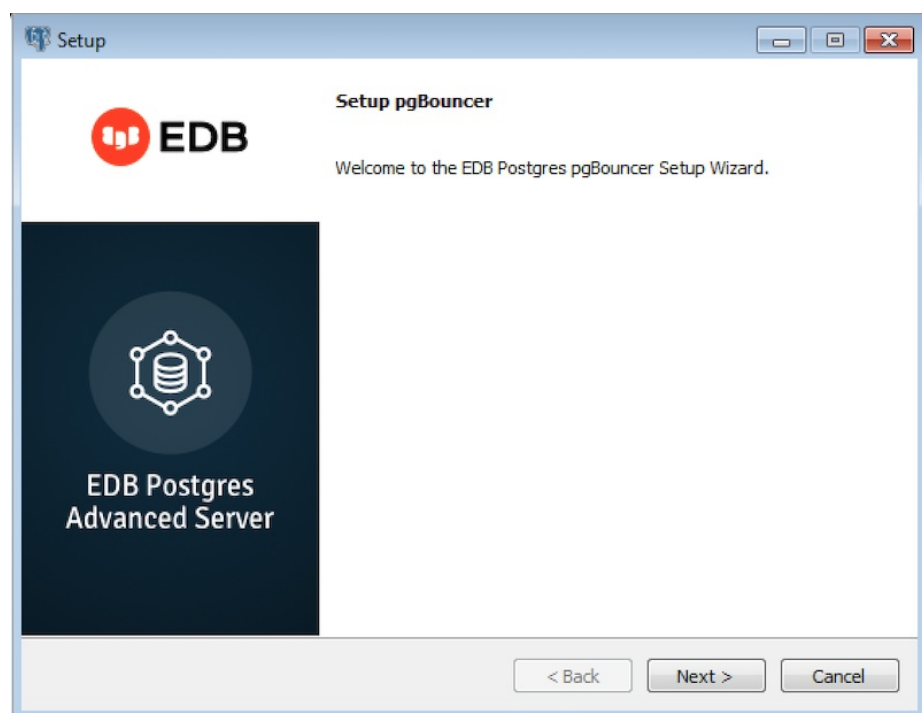 Setup
EDB
Setup pgBouncer
Welcome to the EDB Postgres pgBouncer Setup Wizard.
EDB Postgres
Advanced Server
< Back
Next >
Cancel